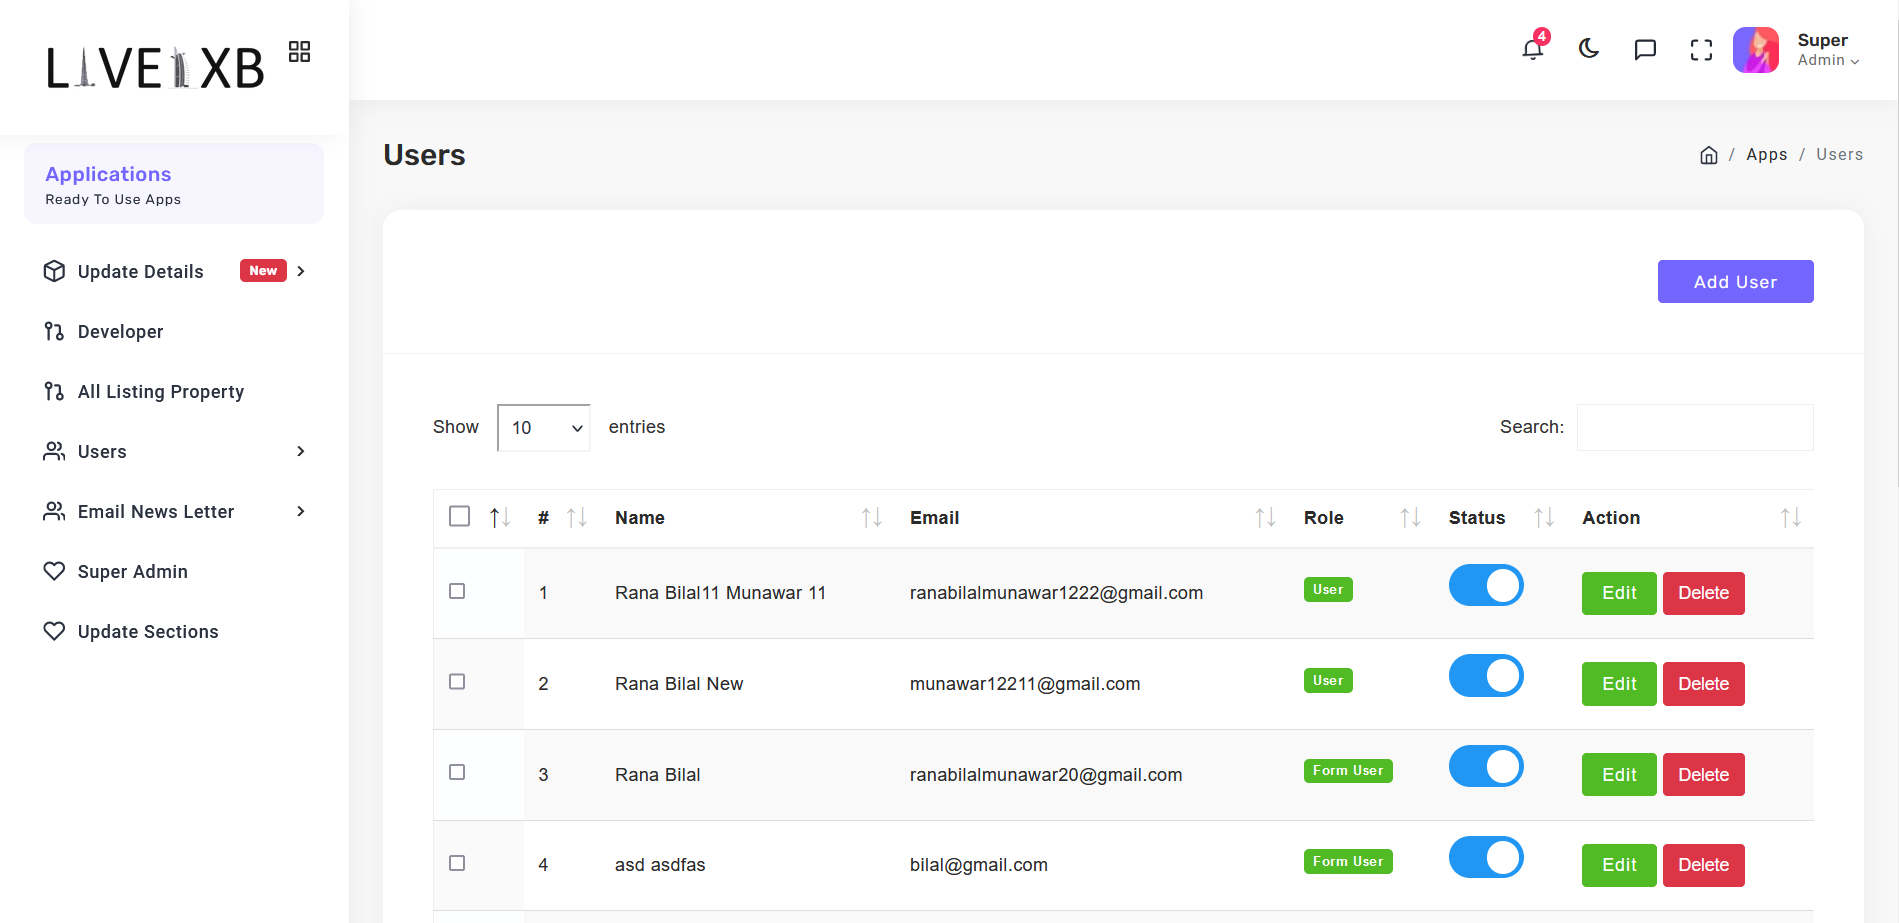 LIVEDXB
4
Super
Admin
Applications
Ready To Use Apps
Update Details New
Developer
All Listing Property
Users
Email News Letter
Super Admin
Update Sections
Users
/ Apps / Users
Add User
Show 10 entries
Search:
# Name Email Role Status Action
1 Rana Bilal11 Munawar 11 ranabilalmunawar1222@gmail.com User Edit Delete
2 Rana Bilal New munawar12211@gmail.com User Edit Delete
3 Rana Bilal ranabilalmunawar20@gmail.com Form User Edit Delete
4 asd asdfas bilal@gmail.com Form User Edit Delete